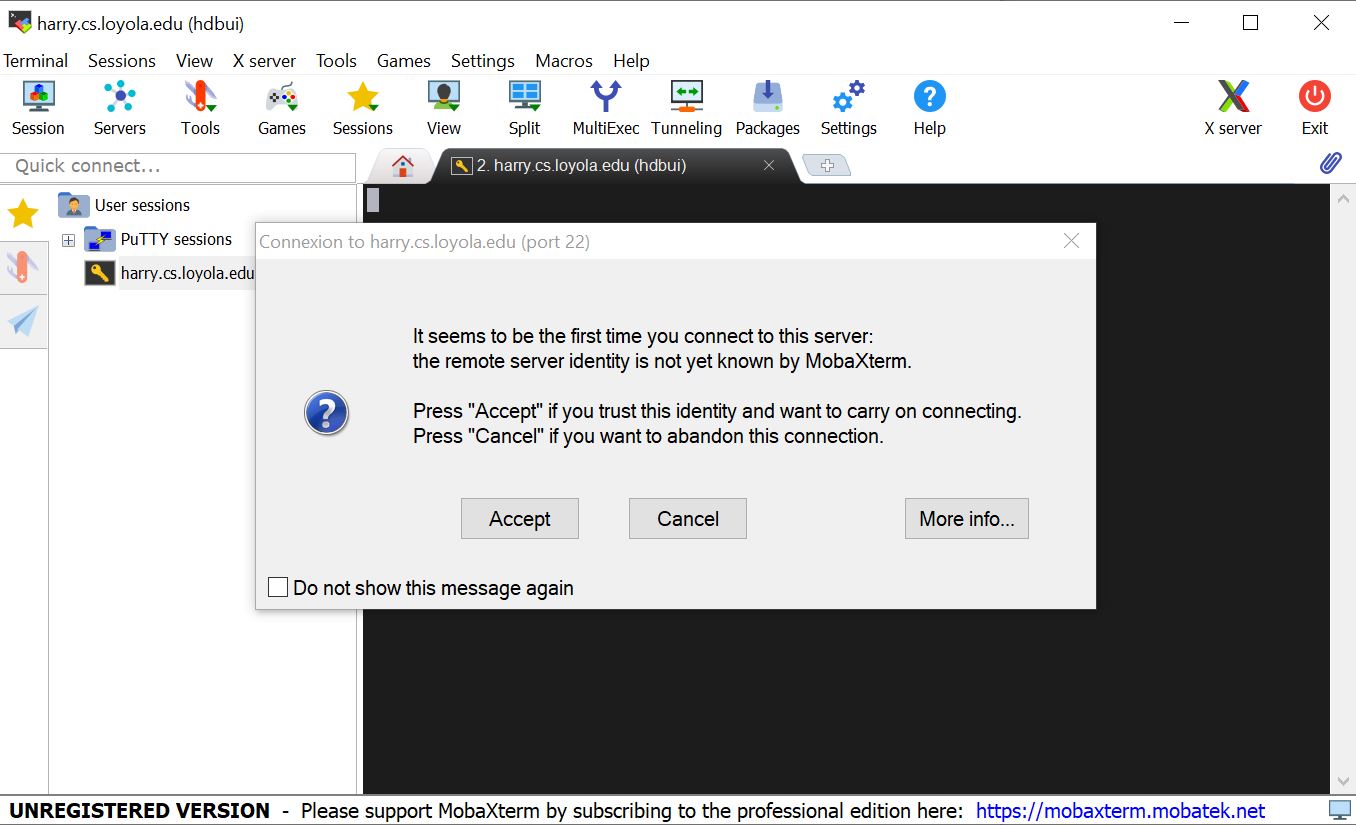 harry.cs.loyola.edu (hdbui)
Terminal Sessions View X server Tools Games Settings Macros Help
Session Servers Tools Games Sessions View Split MultiExec Tunneling Packages Settings Help X server Exit
Quick connect...
2. harry.cs.loyola.edu (hdbui)
User sessions
PuTTY sessions
harry.cs.loyola.edu
Connexion to harry.cs.loyola.edu (port 22)
It seems to be the first time you connect to this server:
the remote server identity is not yet known by MobaXterm.
Press "Accept" if you trust this identity and want to carry on connecting.
Press "Cancel" if you want to abandon this connection.
Accept Cancel More info...
Do not show this message again
UNREGISTERED VERSION - Please support MobaXterm by subscribing to the professional edition here: https://mobaxterm.mobatek.net